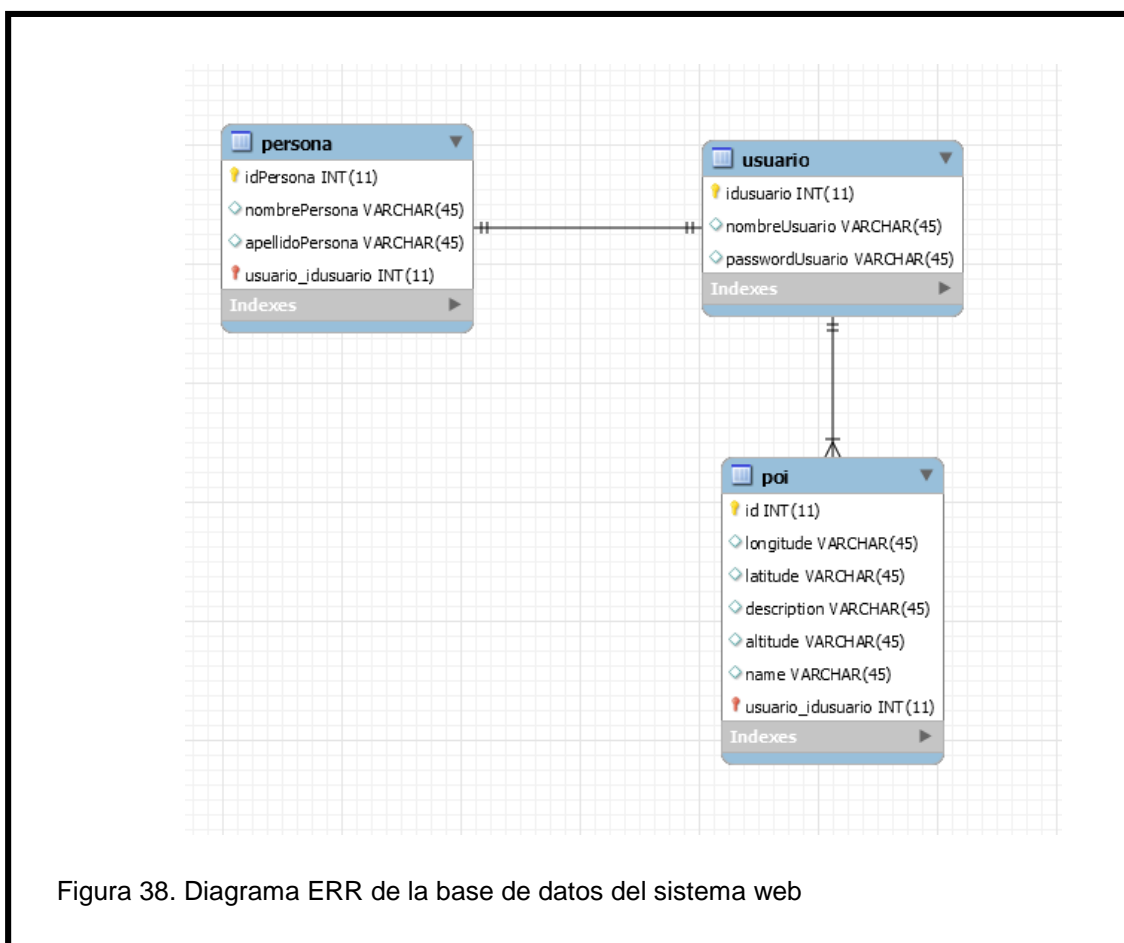 persona
idPersona INT(11)
nombrePersona VARCHAR(45)
apellidoPersona VARCHAR(45)
usuario_idusuario INT(11)
Indexes
usuario
idusuario INT(11)
nombreUsuario VARCHAR(45)
passwordUsuario VARCHAR(45)
Indexes
poi
id INT(11)
longitude VARCHAR(45)
latitude VARCHAR(45)
description VARCHAR(45)
altitude VARCHAR(45)
name VARCHAR(45)
usuario_idusuario INT(11)
Indexes
Figura 38. Diagrama ERR de la base de datos del sistema web